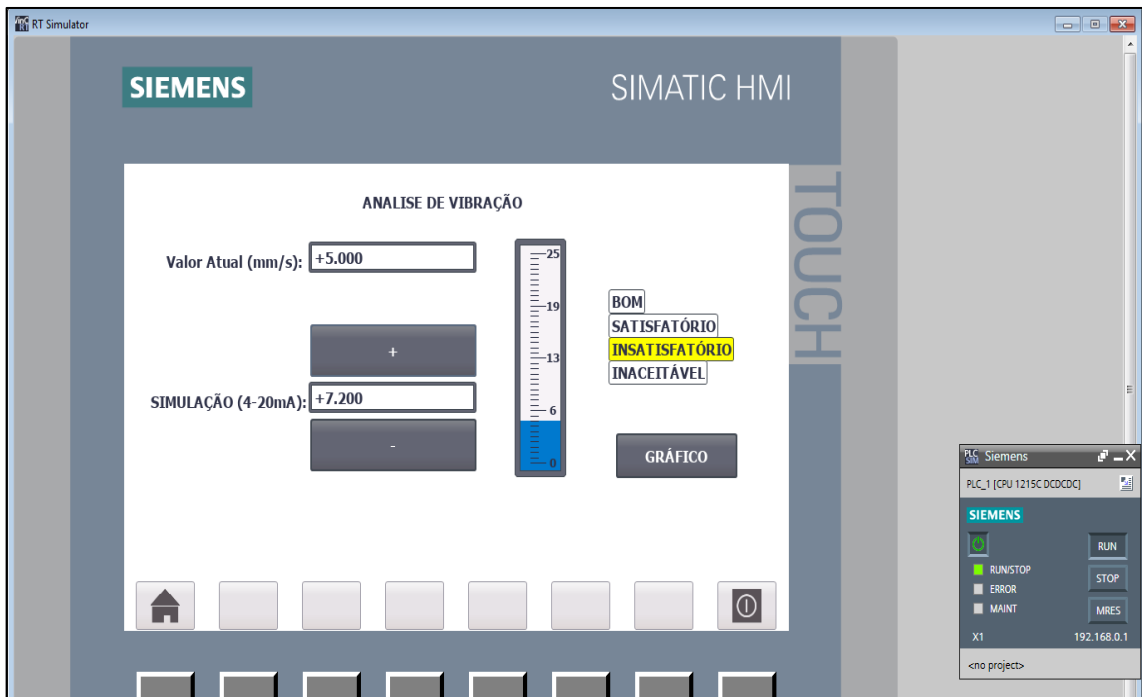 RT Simulator
SIEMENS
SIMATIC HMI
TOUCH
ANALISE DE VIBRAÇÃO
Valor Atual (mm/s): +5.000
25
19
13
6
0
+
SIMULAÇÃO (4-20mA): +7.200
-
BOM
SATISFATÓRIO
INSATISFATÓRIO
INACEITÁVEL
GRÁFICO
Siemens
PLC_1 [CPU 1215C DCDCDC]
SIEMENS
RUN
RUN/STOP
STOP
ERROR
MAINT
MRES
X1 192.168.0.1
<no project>